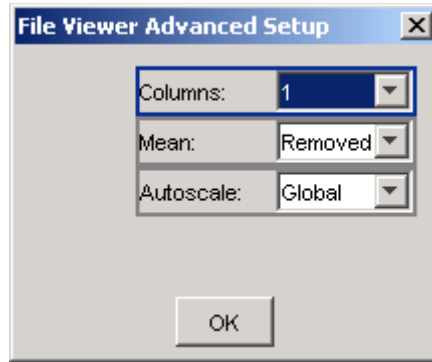 File Viewer Advanced Setup
Columns: 1
Mean: Removed
Autoscale: Global
OK